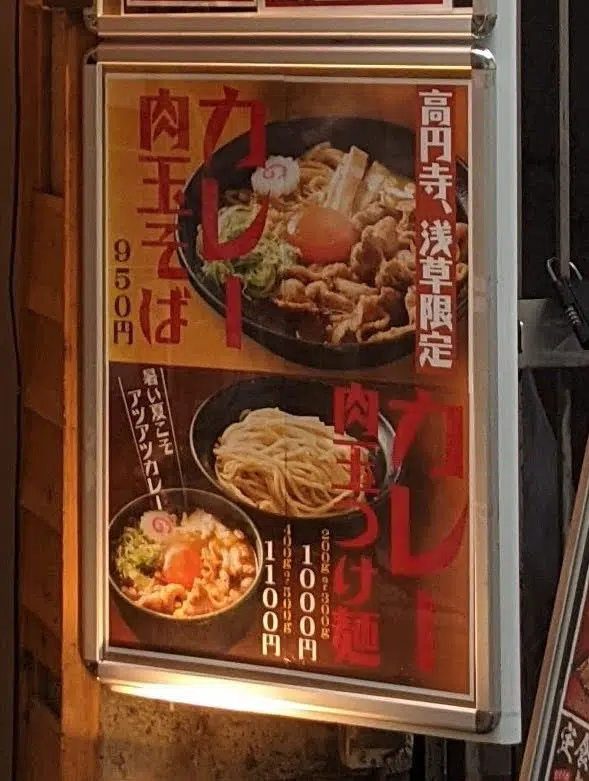 高円寺、浅草限定
カレー
肉玉そば
950円
カレー
肉玉つけ麺
200g or 300g
1000円
400g or 500g
1100円
暑い夏こそ
アツアツカレー